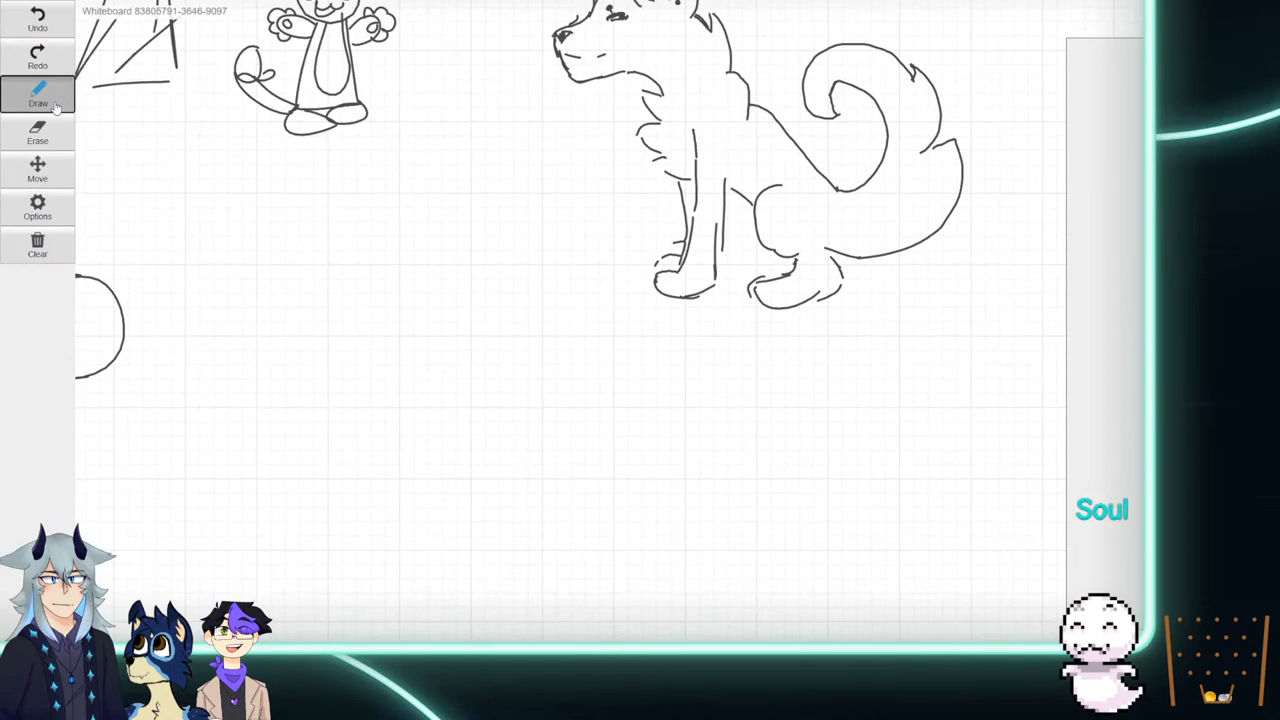 Undo
Whiteboard 83805791-3646-9097
Redo
Draw
Erase
Move
Options
Clear
Soul